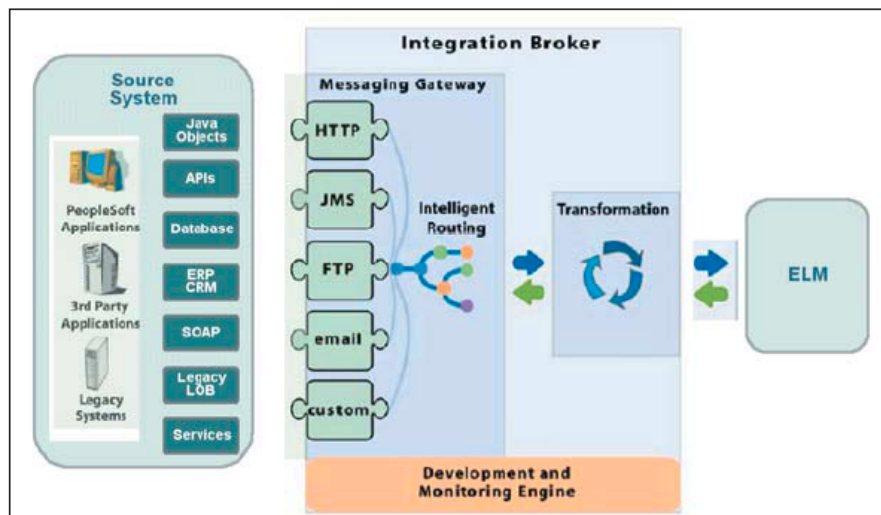 Source
System
PeopleSoft
Applications
3rd Party
Applications
Legacy
Systems
Java
Objects
APIs
Database
ERP
CRM
SOAP
Legacy
LOB
Services
Integration Broker
Messaging Gateway
HTTP
JMS
FTP
email
custom
Intelligent
Routing
Transformation
Development and
Monitoring Engine
ELM